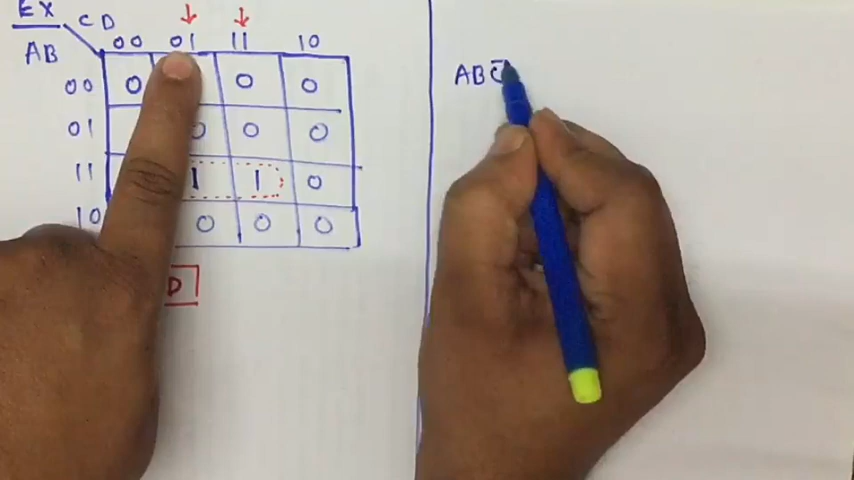 EX
CD
AB
00 01 11 10
00 0 0 0
01 0 0 0
11 1 1 0
10 0 0 0
D
ABC̅